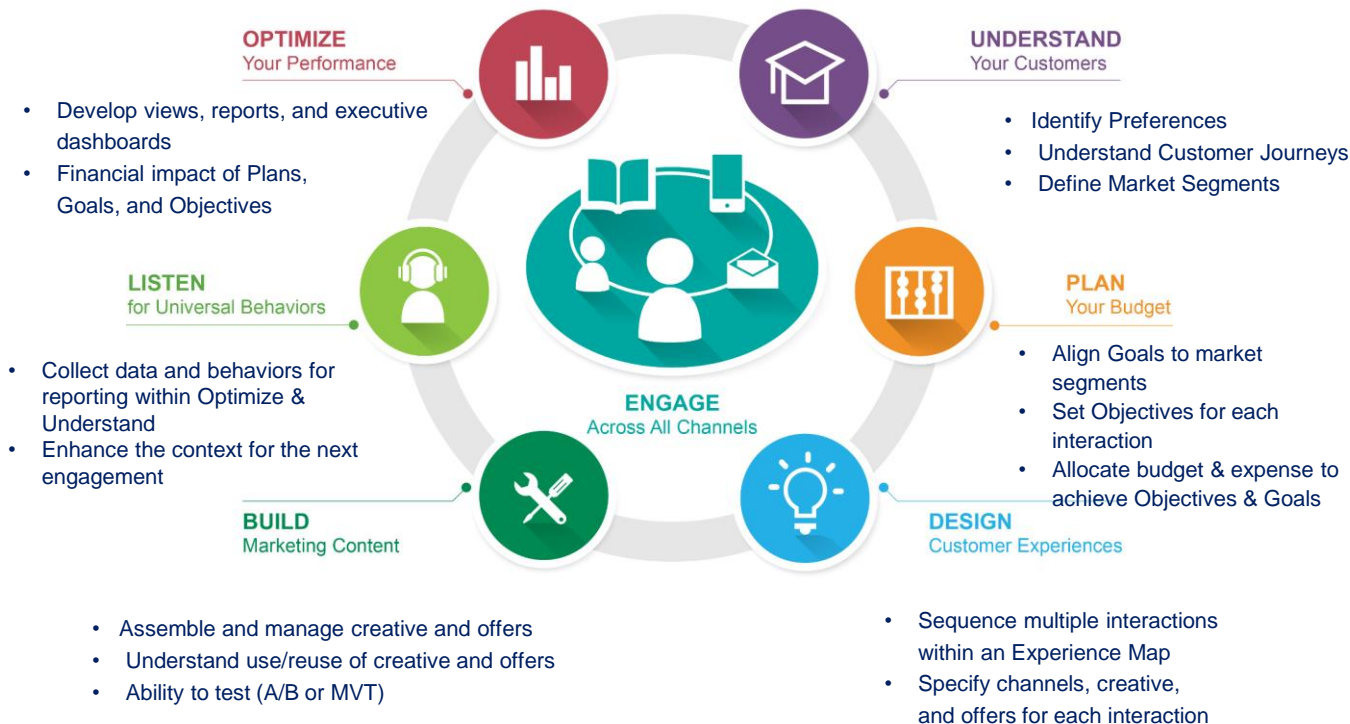 OPTIMIZE
Your Performance
• Develop views, reports, and executive
dashboards
• Financial impact of Plans,
Goals, and Objectives
UNDERSTAND
Your Customers
• Identify Preferences
• Understand Customer Journeys
• Define Market Segments
LISTEN
for Universal Behaviors
• Collect data and behaviors for
reporting within Optimize &
Understand
• Enhance the context for the next
engagement
PLAN
Your Budget
• Align Goals to market
segments
• Set Objectives for each
interaction
• Allocate budget & expense to
achieve Objectives & Goals
ENGAGE
Across All Channels
BUILD
Marketing Content
• Assemble and manage creative and offers
• Understand use/reuse of creative and offers
• Ability to test (A/B or MVT)
DESIGN
Customer Experiences
• Sequence multiple interactions
within an Experience Map
• Specify channels, creative,
and offers for each interaction